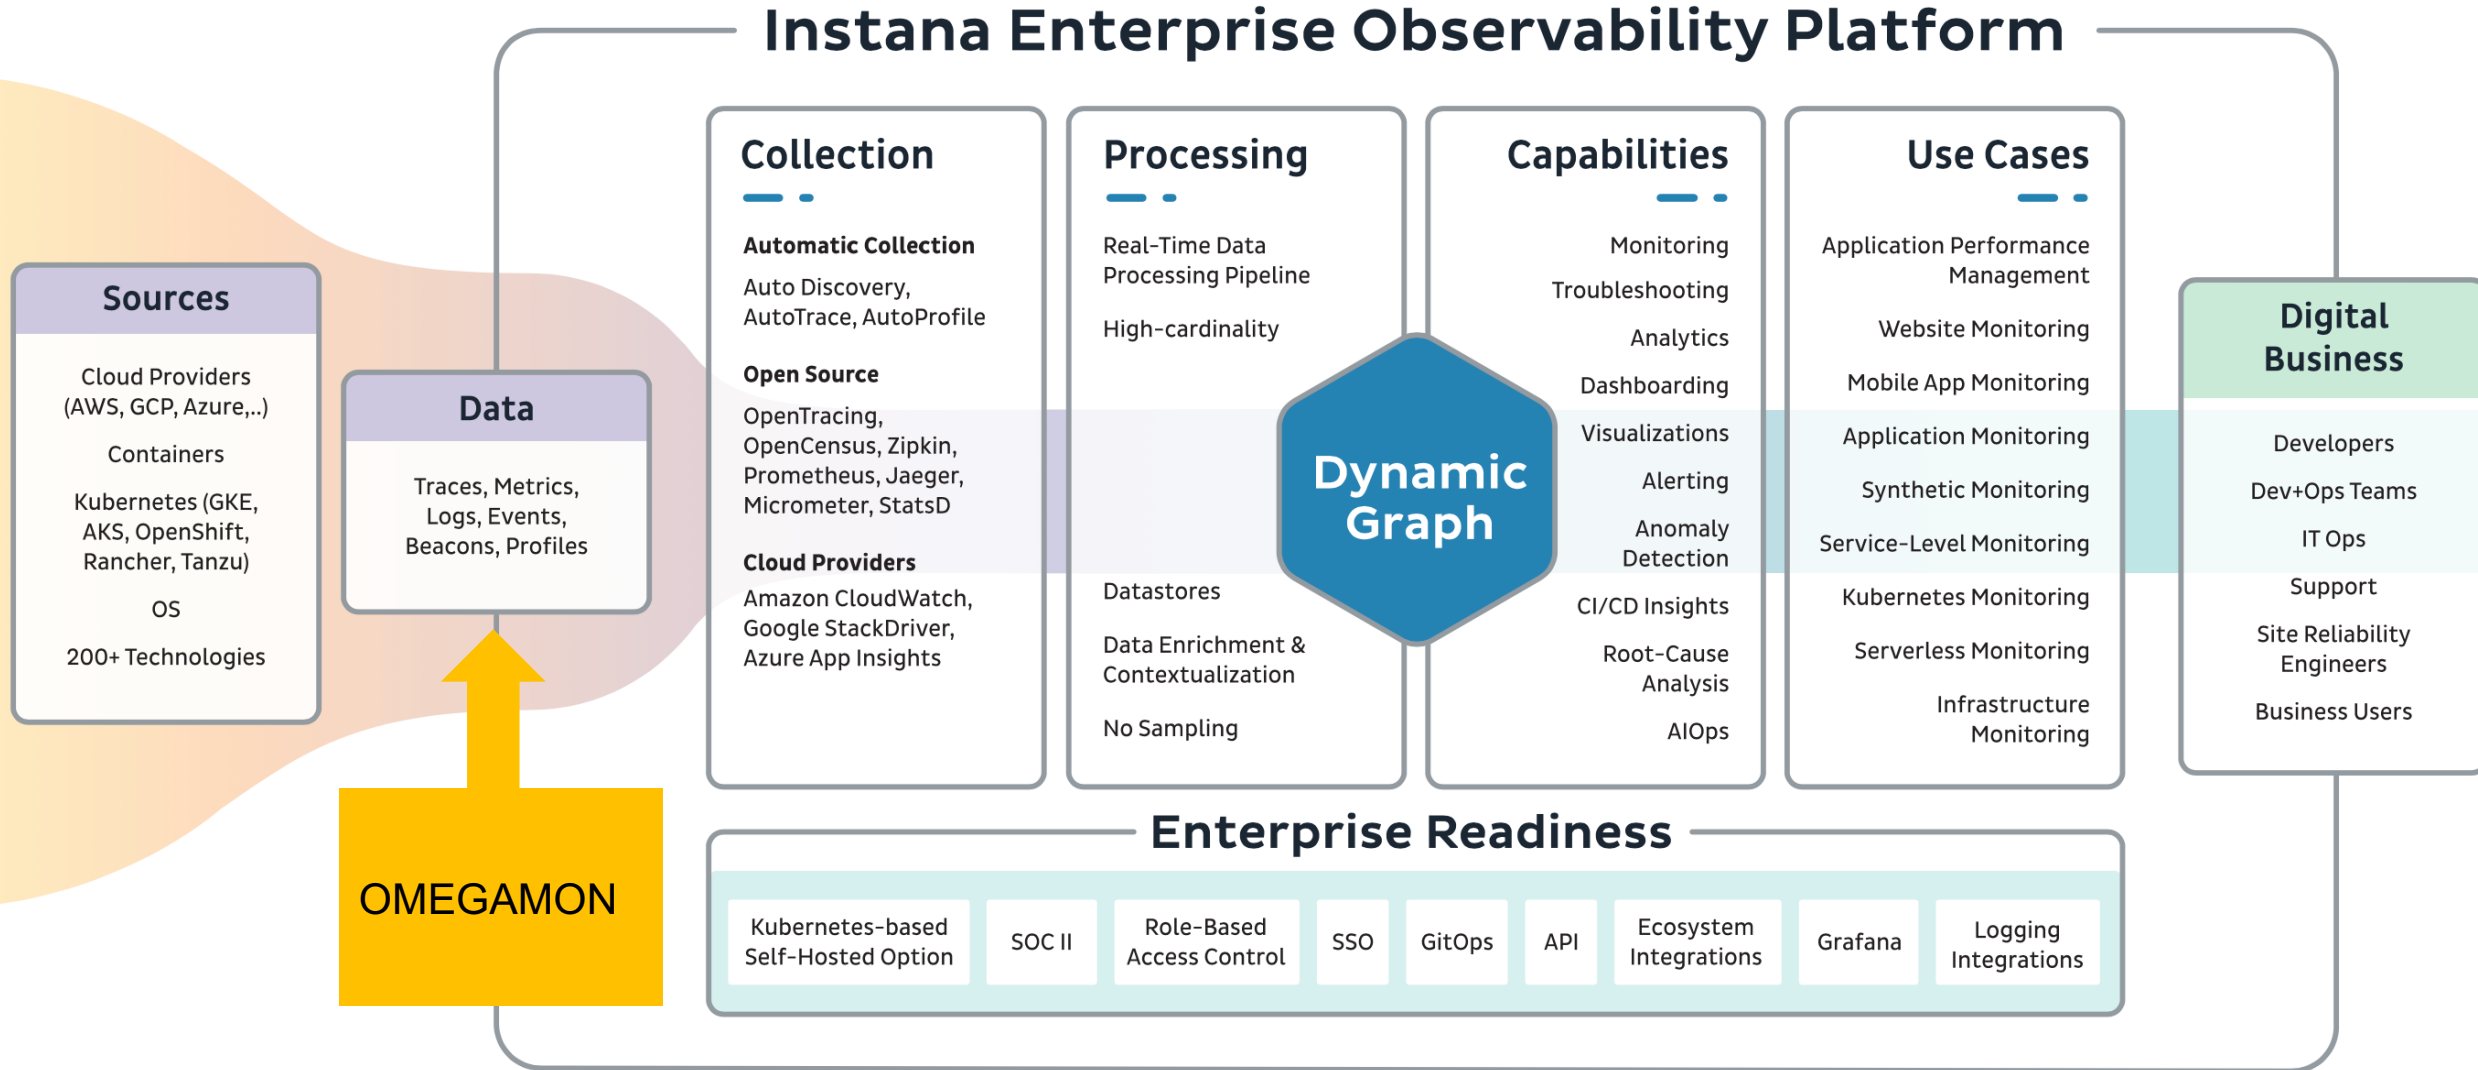 Instana Enterprise Observability Platform
Sources
Cloud Providers
(AWS, GCP, Azure,..)
Containers
Kubernetes (GKE,
AKS, OpenShift,
Rancher, Tanzu)
OS
200+ Technologies
Data
Traces, Metrics,
Logs, Events,
Beacons, Profiles
OMEGAMON
Collection
Automatic Collection
Auto Discovery,
AutoTrace, AutoProfile
Open Source
OpenTracing,
OpenCensus, Zipkin,
Prometheus, Jaeger,
Micrometer, StatsD
Cloud Providers
Amazon CloudWatch,
Google StackDriver,
Azure App Insights
Processing
Real-Time Data
Processing Pipeline
High-cardinality
Datastores
Data Enrichment &
Contextualization
No Sampling
Dynamic
Graph
Capabilities
Monitoring
Troubleshooting
Analytics
Dashboarding
Visualizations
Alerting
Anomaly
Detection
CI/CD Insights
Root-Cause
Analysis
AIOps
Use Cases
Application Performance
Management
Website Monitoring
Mobile App Monitoring
Application Monitoring
Synthetic Monitoring
Service-Level Monitoring
Kubernetes Monitoring
Serverless Monitoring
Infrastructure
Monitoring
Digital
Business
Developers
Dev+Ops Teams
IT Ops
Support
Site Reliability
Engineers
Business Users
Enterprise Readiness
Kubernetes-based
Self-Hosted Option
SOC II
Role-Based
Access Control
SSO
GitOps
API
Ecosystem
Integrations
Grafana
Logging
Integrations